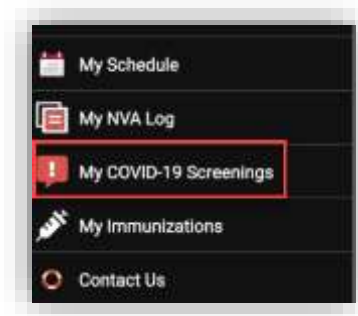 My Schedule
My NVA Log
My COVID-19 Screenings
My Immunizations
Contact Us